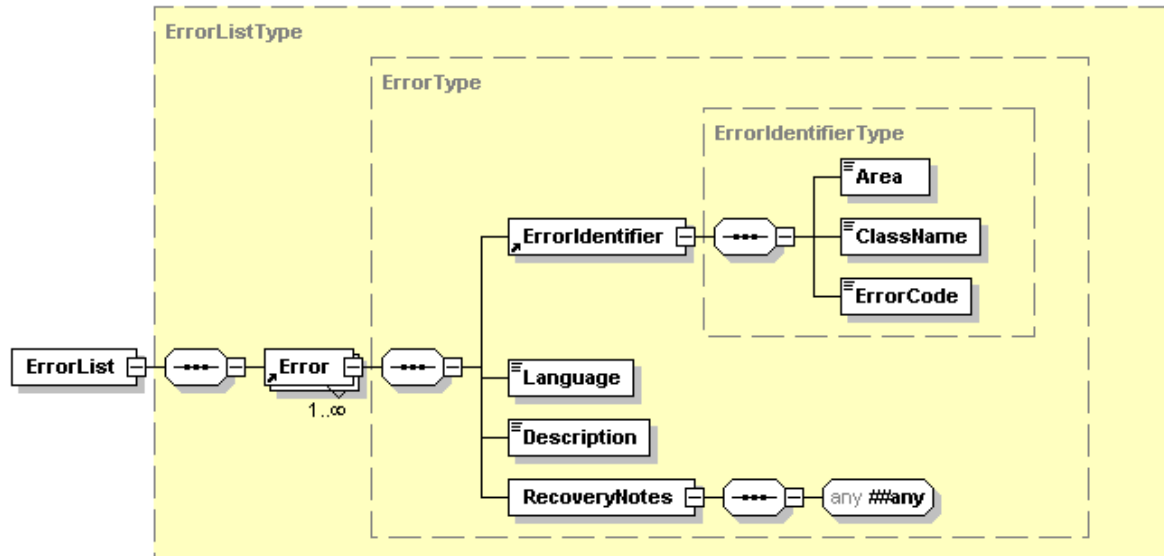 ErrorListType
ErrorType
ErrorIdentifierType
Area
ErrorIdentifier
ClassName
ErrorCode
ErrorList
Error
1..∞
Language
Description
RecoveryNotes
any ##any